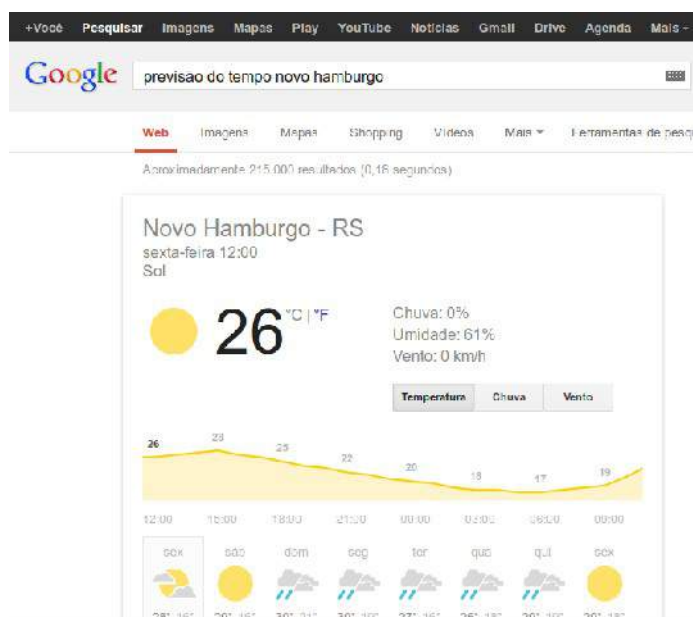 +Você Pesquisar Imagens Mapas Play YouTube Notícias Gmail Drive Agenda Mais
Google previsao do tempo novo hamburgo
Web Imagens Mapas Shopping Vídeos Mais Ferramentas de
Aproximadamente 215.000 resultados (0,18 segundos)
Novo Hamburgo - RS
sexta-feira 12:00
Sol
26 °C | °F
Chuva: 0%
Umidade: 61%
Vento: 0 km/h
Temperatura Chuva Vento
26 28 25 22 20 18 17 19
12:00 15:00 18:00 21:00 00:00 03:00 06:00 09:00
sex sáb dom seg ter qua qui sex